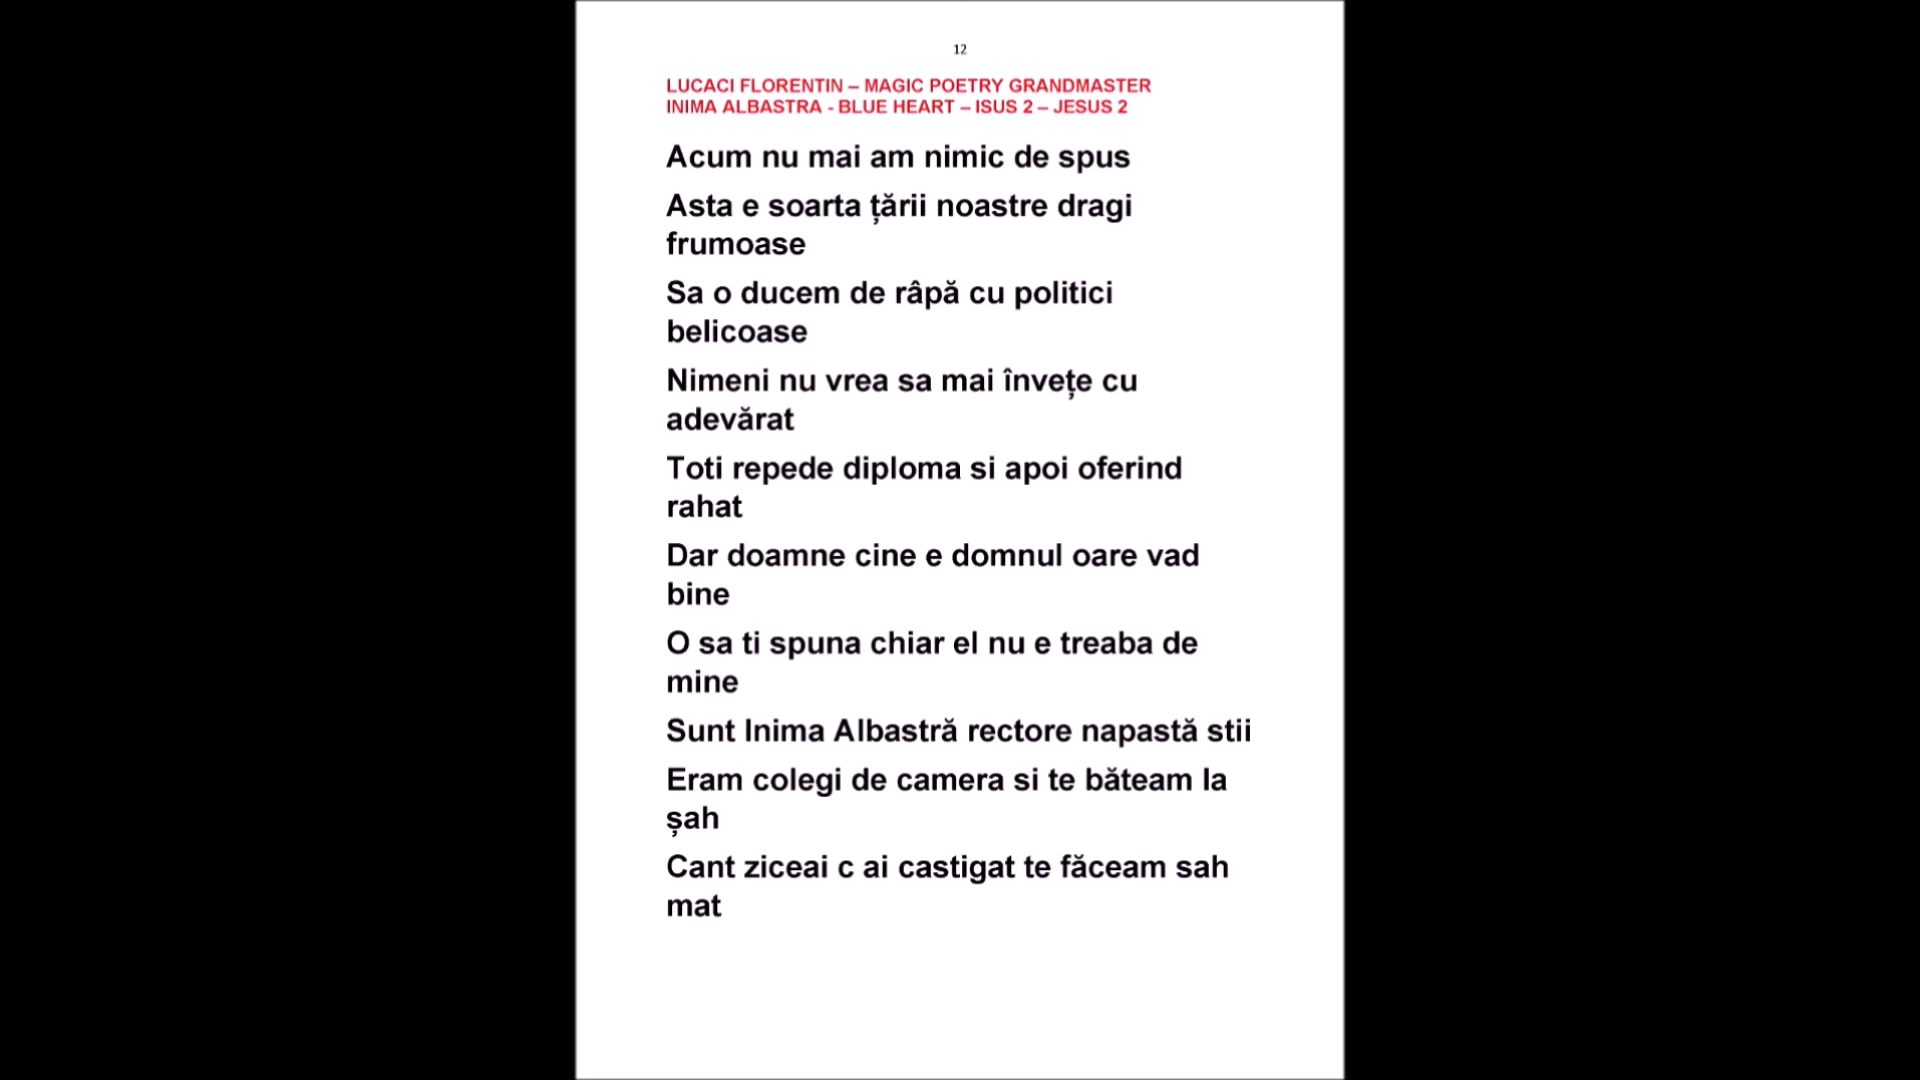 12
LUCACI FLORENTIN – MAGIC POETRY GRANDMASTER
INIMA ALBASTRA - BLUE HEART – ISUS 2 – JESUS 2
Acum nu mai am nimic de spus
Asta e soarta țării noastre dragi
frumoase
Sa o ducem de râpă cu politici
belicoase
Nimeni nu vrea sa mai învețe cu
adevărat
Toti repede diploma si apoi oferind
rahat
Dar doamne cine e domnul oare vad
bine
O sa ti spuna chiar el nu e treaba de
mine
Sunt Inima Albastră rectore napastă stii
Eram colegi de camera si te băteam la
șah
Cant ziceai c ai castigat te făceam sah
mat